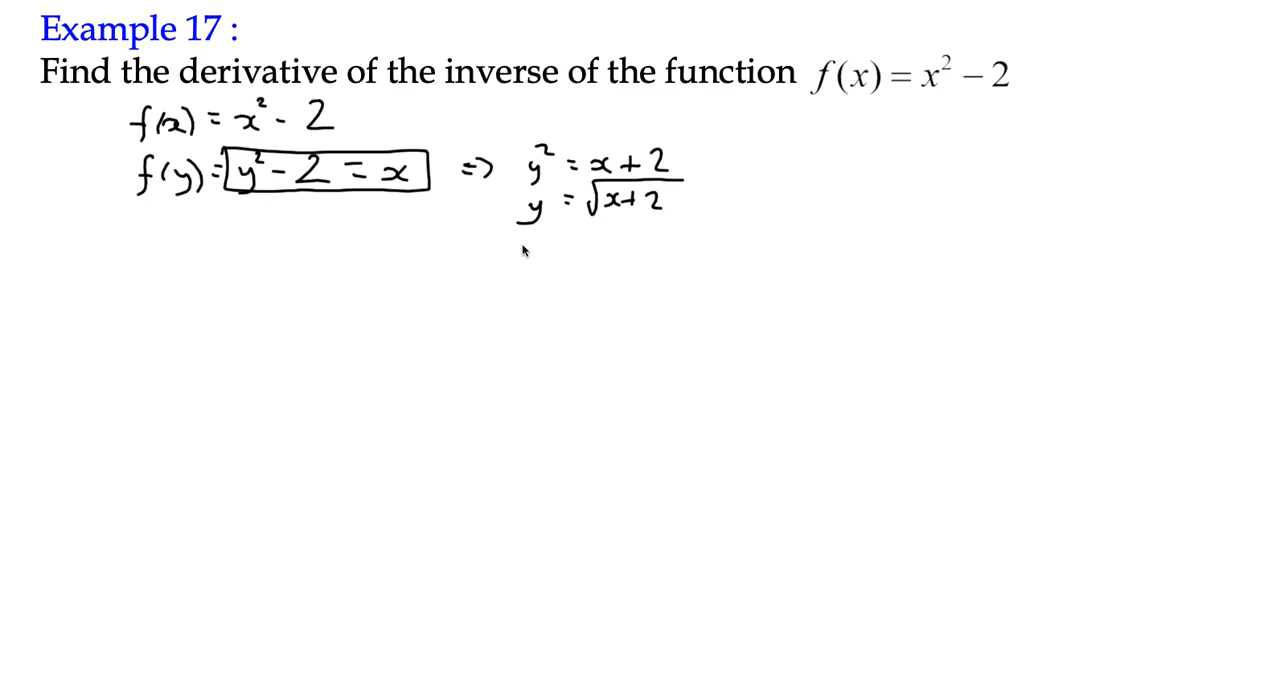 Example 17 :
Find the derivative of the inverse of the function f(x) = x² − 2
f(x) = x² - 2
f(y) = y² - 2 = x ⇒ y² = x + 2
y = √x+2